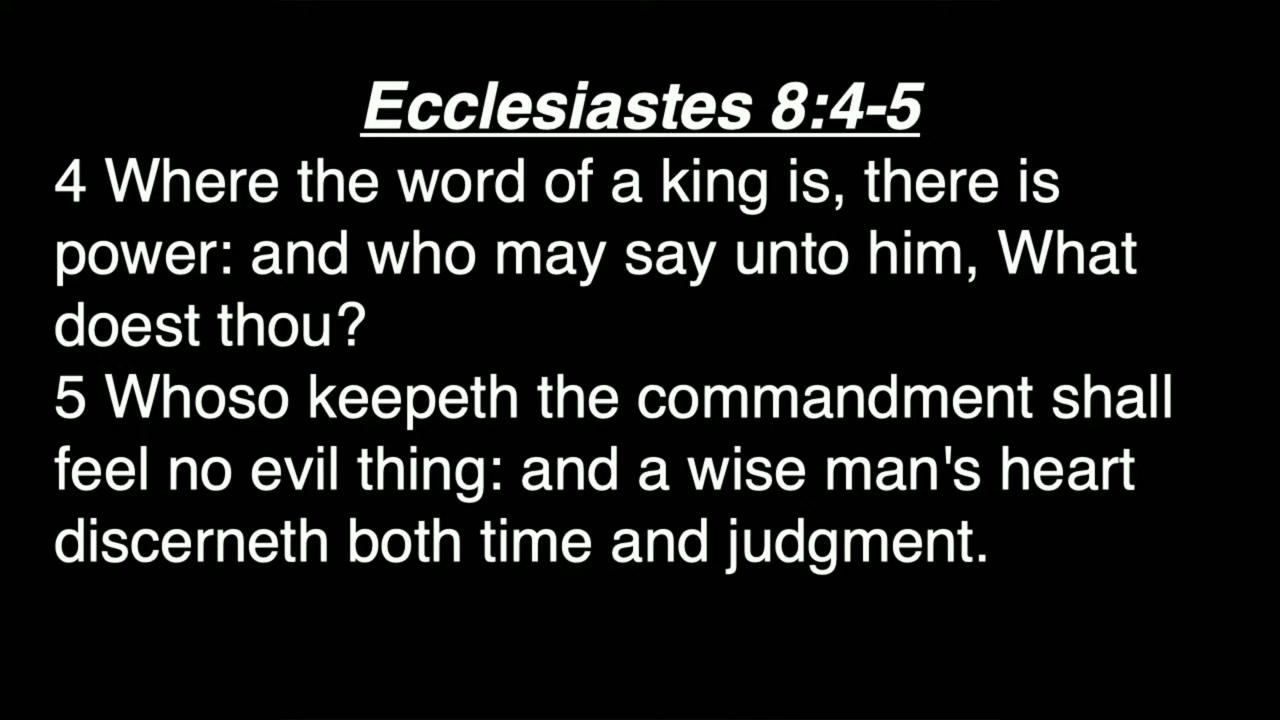 Ecclesiastes 8:4-5
4 Where the word of a king is, there is
power: and who may say unto him, What
doest thou?
5 Whoso keepeth the commandment shall
feel no evil thing: and a wise man's heart
discerneth both time and judgment.